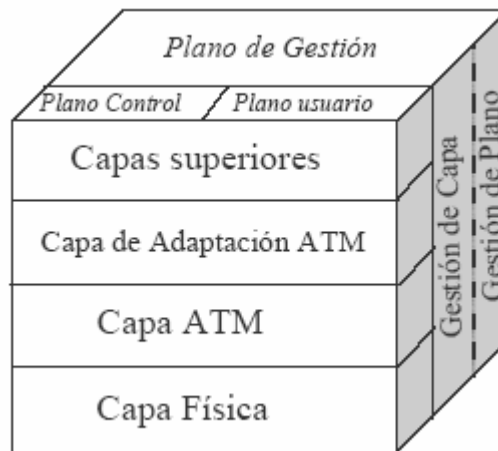 Plano de Gestión
Plano Control
Plano usuario
Capas superiores
Capa de Adaptación ATM
Capa ATM
Capa Física
Gestión de Capa
Gestión de Plano